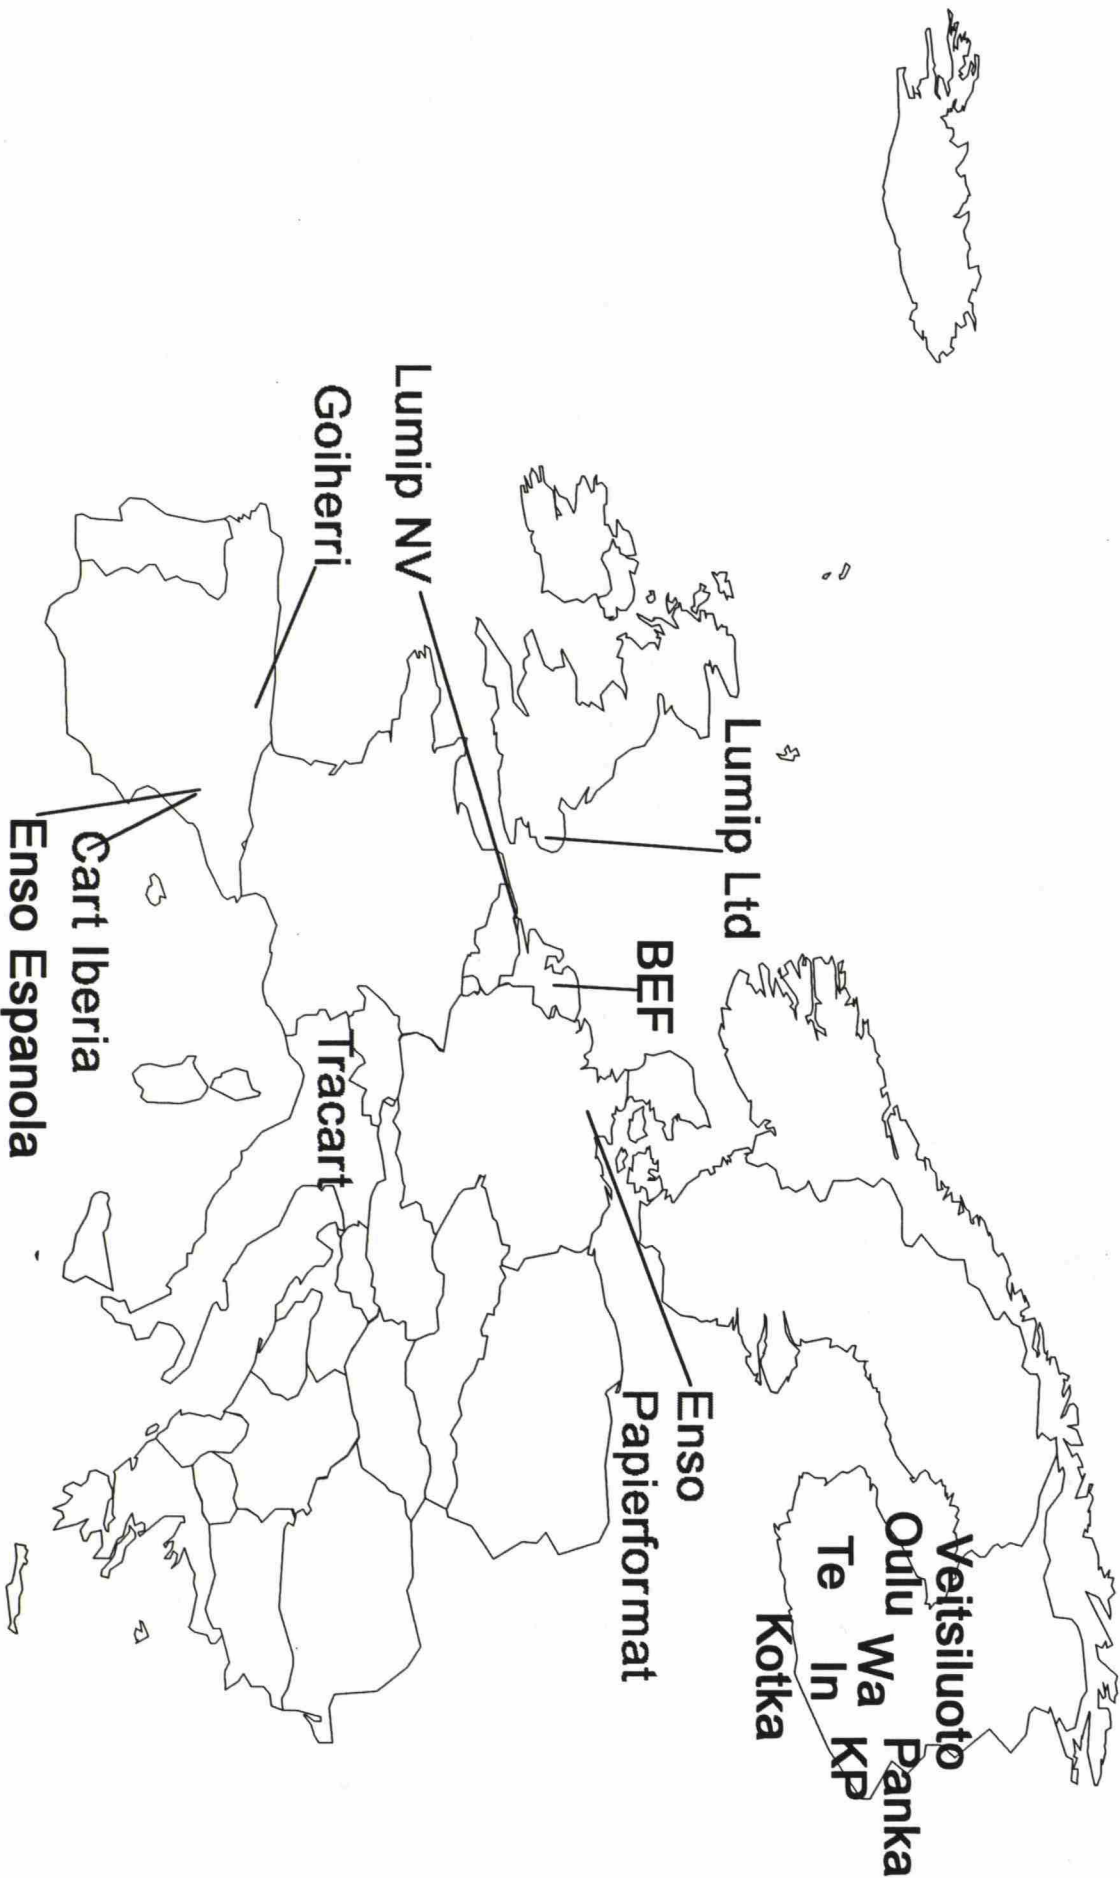 Veitsiluoto
Oulu
Panka
Wa
KP
Te
In
Kotka
Lumip Ltd
Enso
Papierformat
BEF
Lumip NV
Goiherri
Tracart
Cart Iberia
Enso Espanola